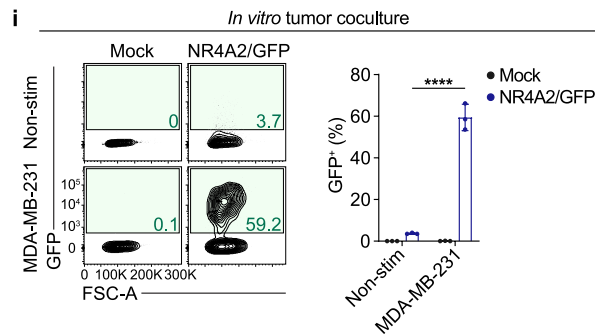 i
In vitro tumor coculture
Mock NR4A2/GFP
Non-stim
0 3.7
MDA-MB-231
GFP
10⁵
10⁴
10³
0
0.1 59.2
0 100K 200K 300K
FSC-A
GFP⁺ (%)
80
60
40
20
0
****
Mock
NR4A2/GFP
Non-stim
MDA-MB-231